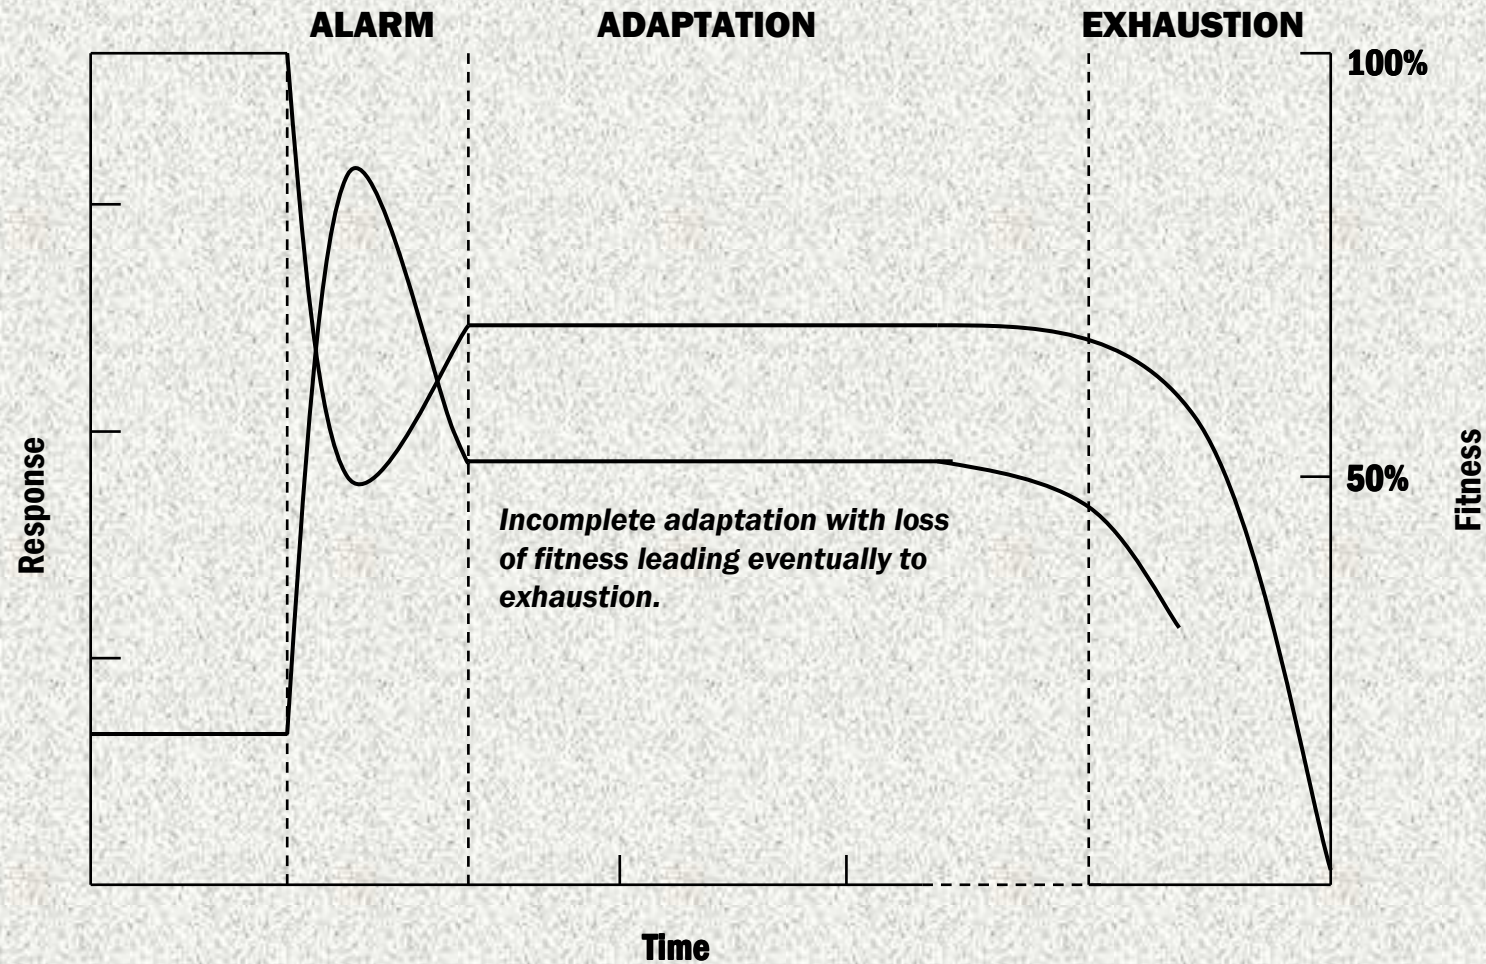 ALARM
ADAPTATION
EXHAUSTION
100%
50%
Response
Fitness
Incomplete adaptation with loss
of fitness leading eventually to
exhaustion.
Time